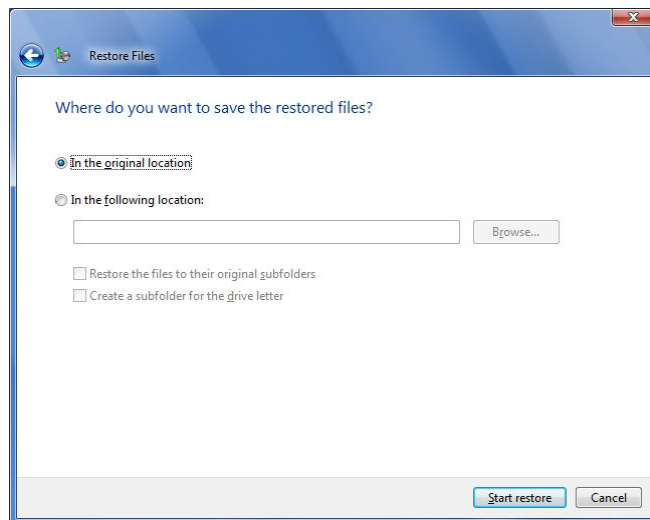 Restore Files
Where do you want to save the restored files?
In the original location
In the following location:
Browse...
Restore the files to their original subfolders
Create a subfolder for the drive letter
Start restore Cancel